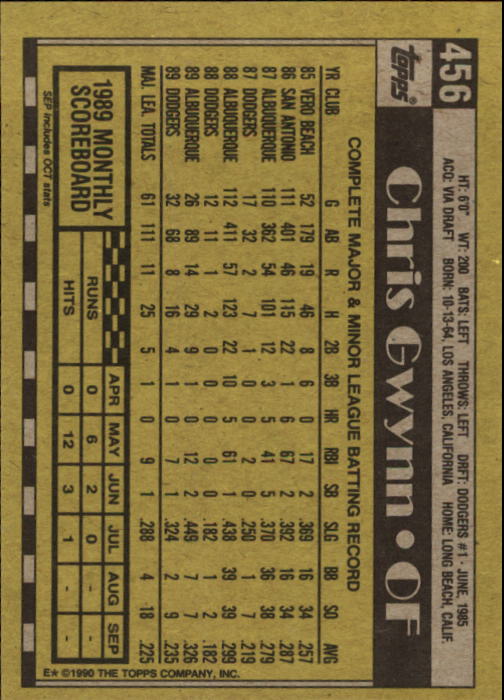 456
topps®
Chris Gwynn • OF
HT: 6'0" WT: 200 BATS: LEFT THROWS: LEFT DRFT: DODGERS #1 - JUNE, 1985
ACQ: VIA DRAFT BORN: 10-13-64, LOS ANGELES, CALIFORNIA HOME: LONG BEACH, CALIF.
COMPLETE MAJOR & MINOR LEAGUE BATTING RECORD
YR CLUB G AB R H 2B 3B HR RBI SB SLG BB SO AVG
85 VERO BEACH 52 179 19 46 8 6 0 17 2 .369 16 34 .257
86 SAN ANTONIO 111 401 46 115 22 1 6 67 2 .392 16 34 .287
87 ALBUQUERQUE 110 362 54 101 12 3 5 41 5 .370 36 38 .279
87 DODGERS 17 32 2 7 1 0 0 2 0 .250 1 7 .219
88 ALBUQUERQUE 112 411 57 123 22 10 5 61 1 .438 39 39 .299
88 DODGERS 12 11 1 2 0 0 0 0 0 .182 1 2 .182
89 ALBUQUERQUE 26 89 14 29 9 1 0 12 2 .449 7 7 .326
89 DODGERS 32 68 8 16 4 1 0 7 1 .324 2 9 .235
MAJ. LEA. TOTALS 61 111 11 25 5 1 0 9 1 .288 4 18 .225
1989 MONTHLY
SCOREBOARD
APR MAY JUN JUL AUG SEP
RUNS 0 6 2 0 - -
HITS 0 12 3 1 - -
SEP includes OCT stats
E★ ©1990 THE TOPPS COMPANY, INC.